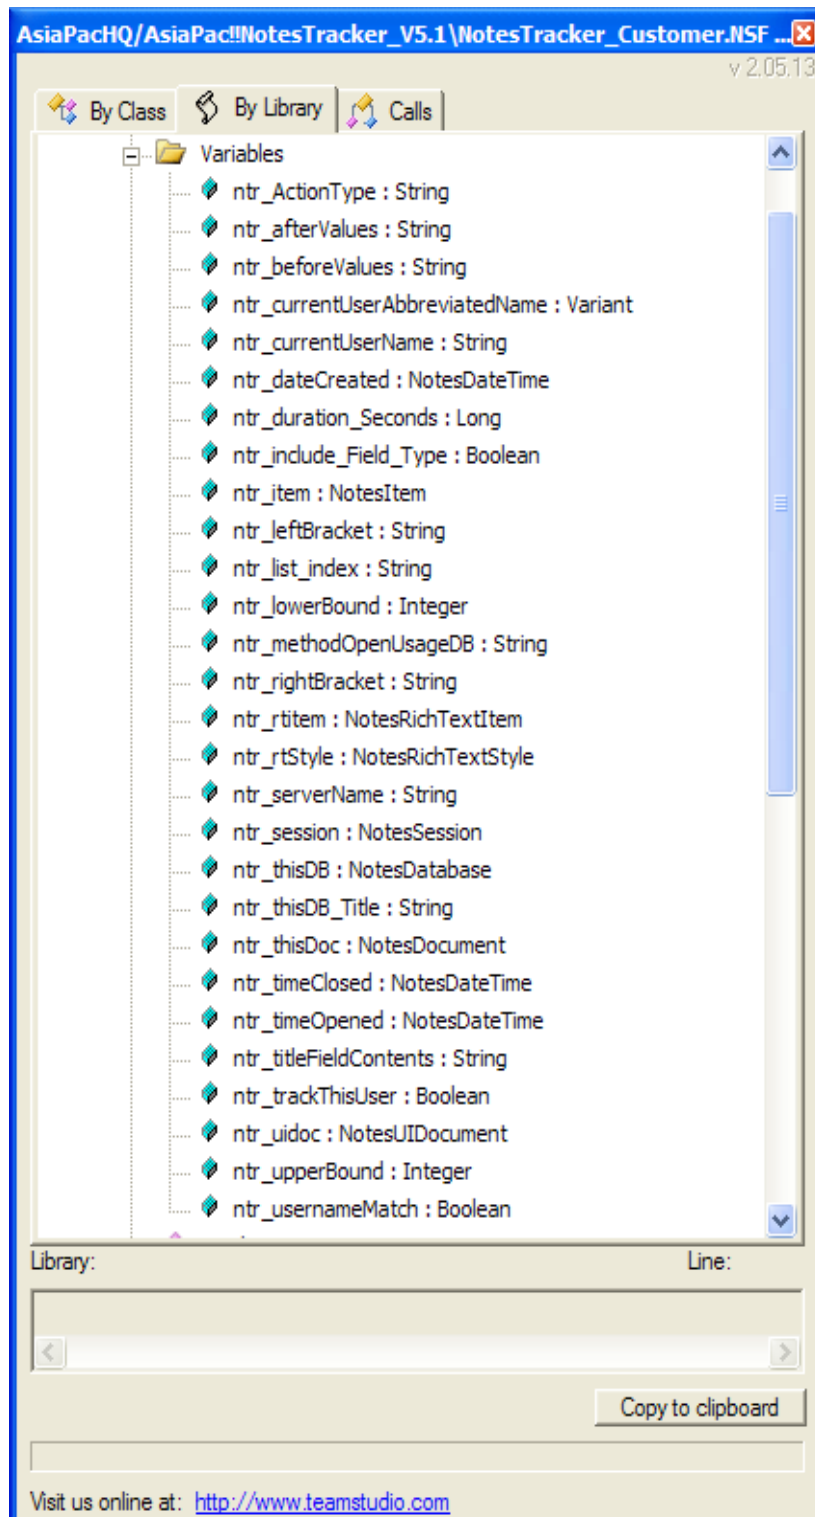 AsiaPacHQ/AsiaPac!!NotesTracker_V5.1\NotesTracker_Customer.NSF ...
v 2.05.13
By Class By Library Calls
Variables
ntr_ActionType : String
ntr_afterValues : String
ntr_beforeValues : String
ntr_currentUserAbbreviatedName : Variant
ntr_currentUserName : String
ntr_dateCreated : NotesDateTime
ntr_duration_Seconds : Long
ntr_include_Field_Type : Boolean
ntr_item : NotesItem
ntr_leftBracket : String
ntr_list_index : String
ntr_lowerBound : Integer
ntr_methodOpenUsageDB : String
ntr_rightBracket : String
ntr_rtitem : NotesRichTextItem
ntr_rtStyle : NotesRichTextStyle
ntr_serverName : String
ntr_session : NotesSession
ntr_thisDB : NotesDatabase
ntr_thisDB_Title : String
ntr_thisDoc : NotesDocument
ntr_timeClosed : NotesDateTime
ntr_timeOpened : NotesDateTime
ntr_titleFieldContents : String
ntr_trackThisUser : Boolean
ntr_uidoc : NotesUIDocument
ntr_upperBound : Integer
ntr_usernameMatch : Boolean
Library: Line:
Copy to clipboard
Visit us online at: http://www.teamstudio.com